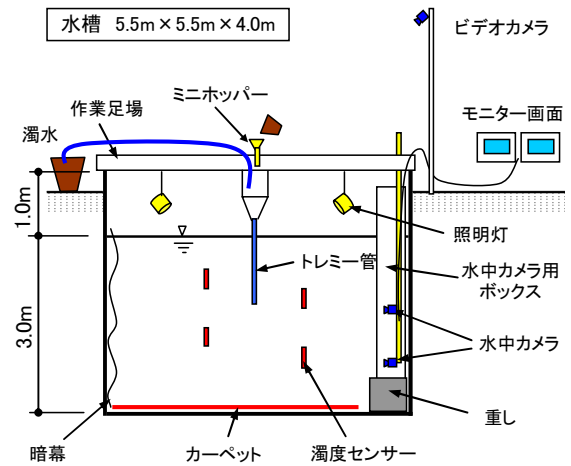 水槽 5.5m×5.5m×4.0m
ビデオカメラ
ミニホッパー
作業足場
モニター画面
濁水
1.0m
照明灯
トレミー管
水中カメラ用
ボックス
3.0m
水中カメラ
重し
暗幕
カーペット
濁度センサー